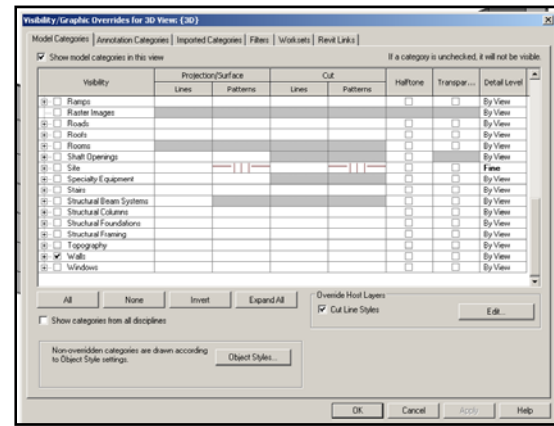 Visibility/Graphic Overrides for 3D View: {3D}
Model Categories Annotation Categories Imported Categories Filters Worksets Revit Links
Show model categories in this view If a category is unchecked, it will not be visible.
Visibility Projection/Surface Cut Halftone Transpar... Detail Level
Lines Patterns Lines Patterns
Ramps By View
Raster Images
Roads By View
Roofs By View
Rooms By View
Shaft Openings By View
Site Fine
Specialty Equipment By View
Stairs By View
Structural Beam Systems By View
Structural Columns By View
Structural Foundations By View
Structural Framing By View
Topography By View
Walls By View
Windows By View
All None Invert Expand All
Override Host Layers
Cut Line Styles Edit...
Show categories from all disciplines
Non-overridden categories are drawn according
to Object Style settings.
Object Styles...
OK Cancel Apply Help